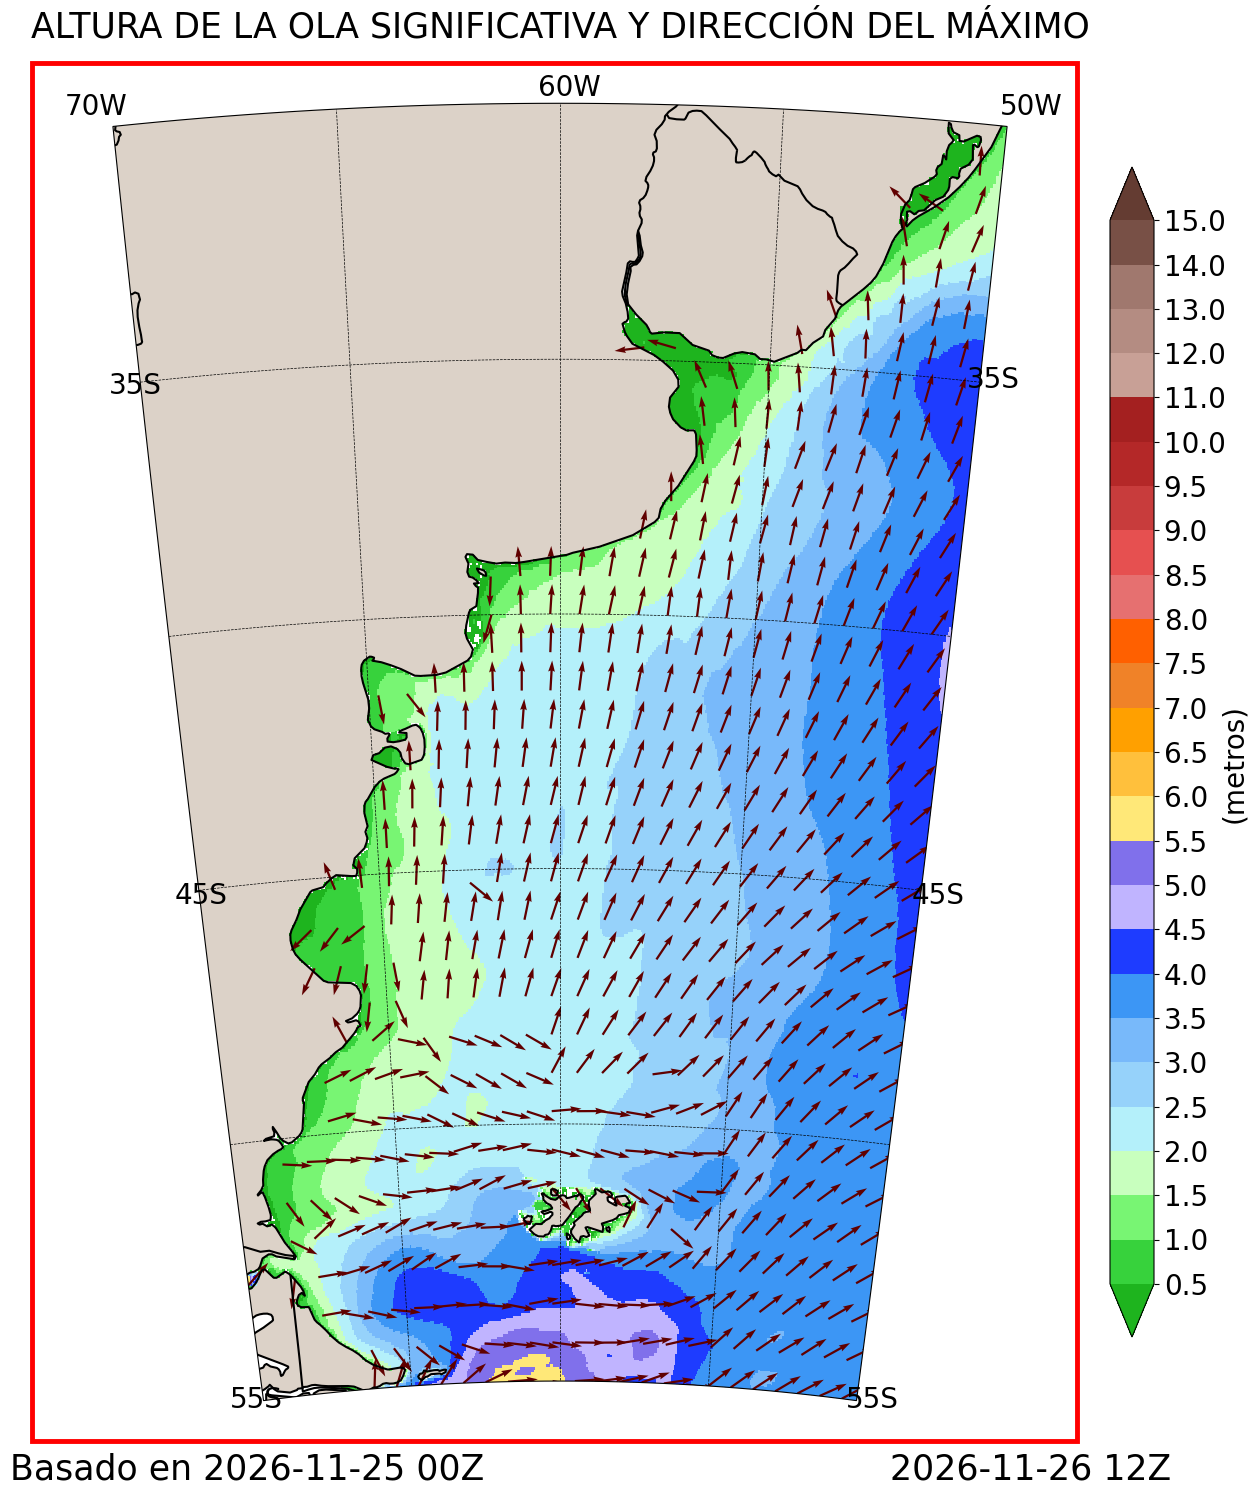 ALTURA DE LA OLA SIGNIFICATIVA Y DIRECCIÓN DEL MÁXIMO
70W
60W
50W
35S
35S
45S
45S
55S
55S
15.0
14.0
13.0
12.0
11.0
10.0
9.5
9.0
8.5
8.0
7.5
7.0
6.5
6.0
5.5
5.0
4.5
4.0
3.5
3.0
2.5
2.0
1.5
1.0
0.5
(metros)
Basado en 2026-11-25 00Z
2026-11-26 12Z